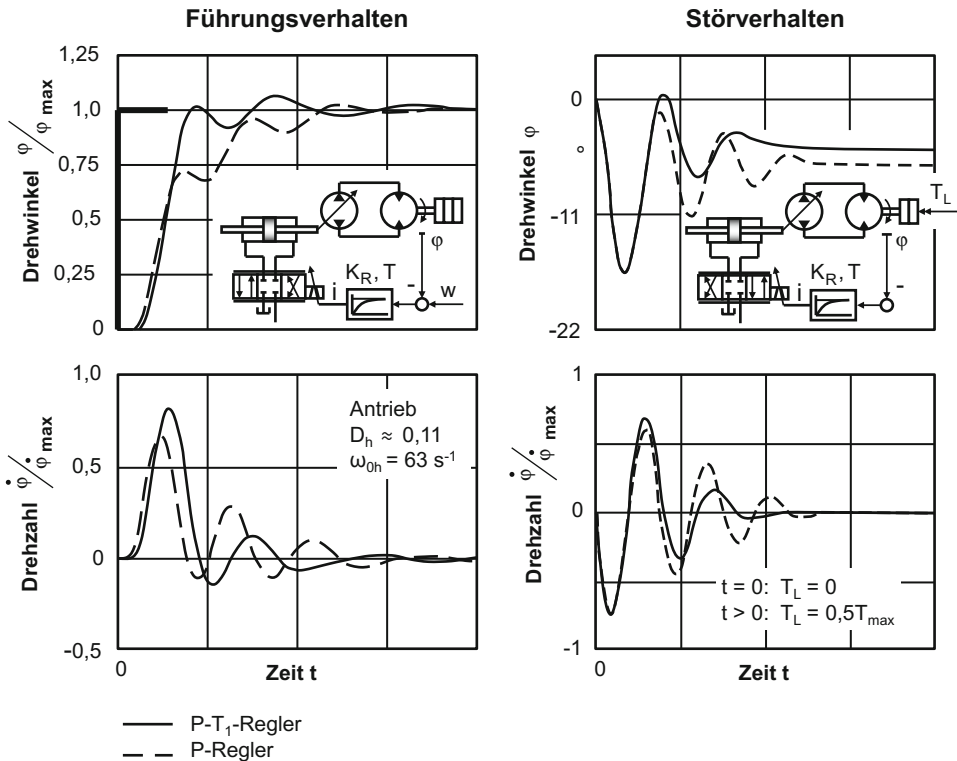 Führungsverhalten
Störverhalten
Drehwinkel φ/φmax
1,25
1,0
0,75
0,5
0,25
0
φ
K_R, T
i
-
w
Drehwinkel φ
0
°
-11
-22
T_L
φ
K_R, T
i
-
Drehzahl φ̇/φ̇max
1,0
0,5
0
-0,5
Antrieb
D_h ≈ 0,11
ω_0h = 63 s⁻¹
0
Zeit t
Drehzahl φ̇/φ̇max
1
0
-1
t = 0: T_L = 0
t > 0: T_L = 0,5T_max
0
Zeit t
P-T₁-Regler
P-Regler